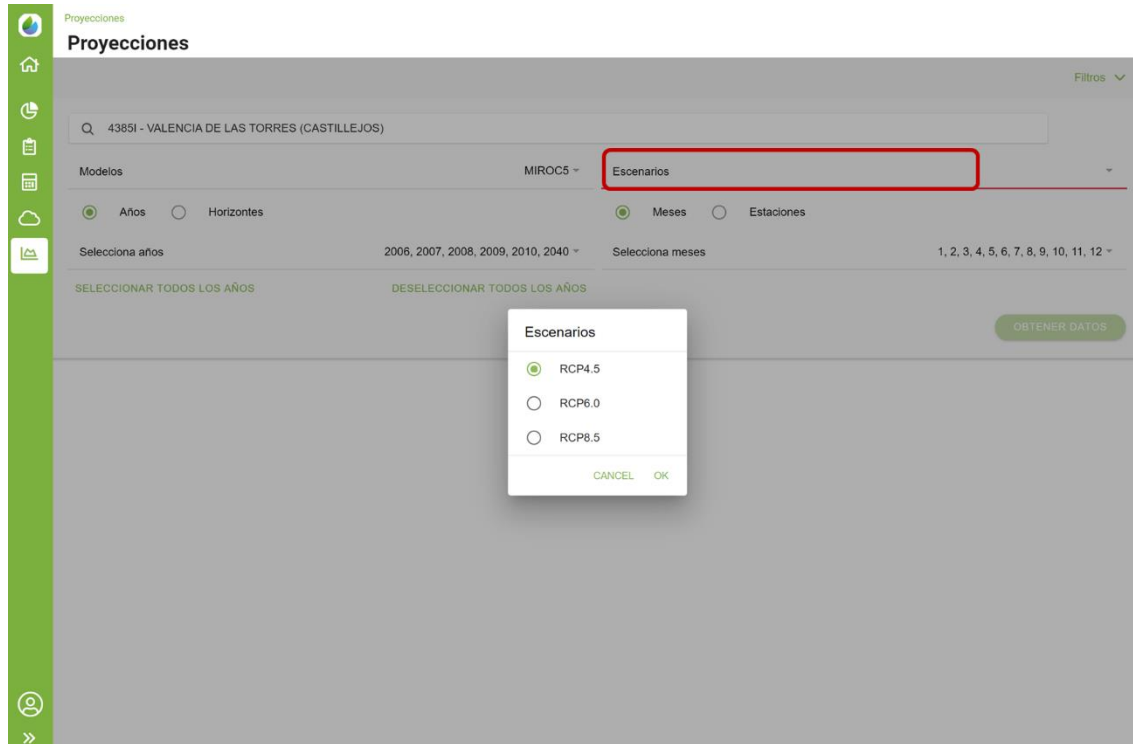 Proyecciones
Proyecciones
Filtros
4385I - VALENCIA DE LAS TORRES (CASTILLEJOS)
Modelos MIROC5 Escenarios
Años Horizontes Meses Estaciones
Selecciona años 2006, 2007, 2008, 2009, 2010, 2040 Selecciona meses 1, 2, 3, 4, 5, 6, 7, 8, 9, 10, 11, 12
SELECCIONAR TODOS LOS AÑOS DESELECCIONAR TODOS LOS AÑOS
OBTENER DATOS
Escenarios
RCP4.5
RCP6.0
RCP8.5
CANCEL OK